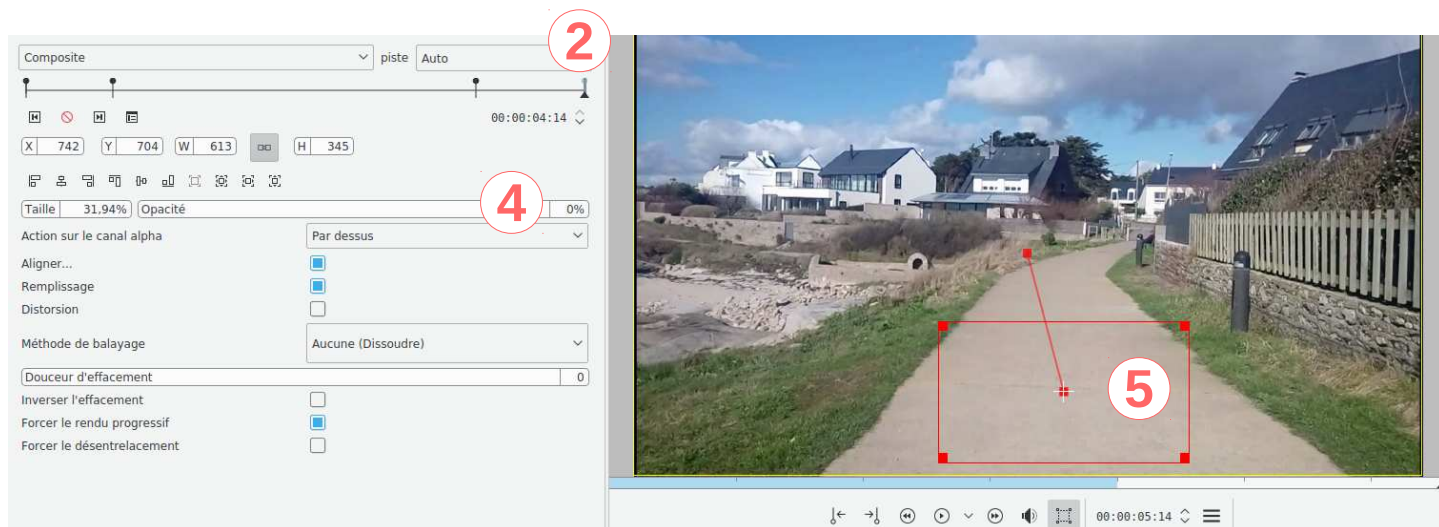 2
Composite piste Auto
00:00:04:14
X 742 Y 704 W 613 H 345
4
Taille 31,94% Opacité 0%
Action sur le canal alpha Par dessus
Aligner...
Remplissage
Distorsion
Méthode de balayage Aucune (Dissoudre)
Douceur d'effacement 0
Inverser l'effacement
Forcer le rendu progressif
Forcer le désentrelacement
5
00:00:05:14